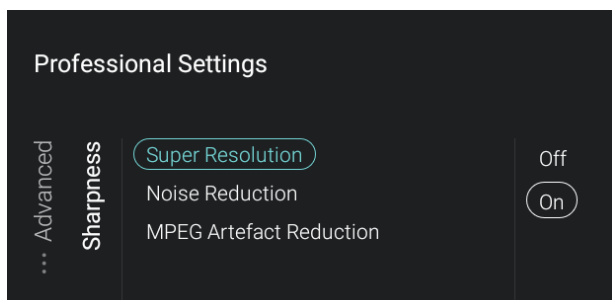 Professional Settings
... Advanced
Sharpness
Super Resolution
Noise Reduction
MPEG Artefact Reduction
Off
On